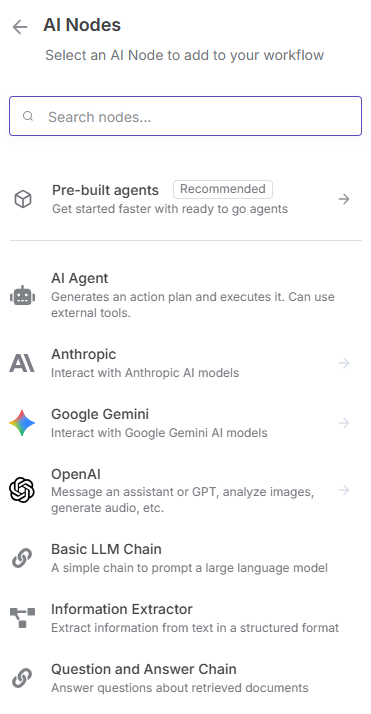 AI Nodes
Select an AI Node to add to your workflow
Search nodes...
Pre-built agents Recommended
Get started faster with ready to go agents
AI Agent
Generates an action plan and executes it. Can use
external tools.
Anthropic
Interact with Anthropic AI models
Google Gemini
Interact with Google Gemini AI models
OpenAI
Message an assistant or GPT, analyze images,
generate audio, etc.
Basic LLM Chain
A simple chain to prompt a large language model
Information Extractor
Extract information from text in a structured format
Question and Answer Chain
Answer questions about retrieved documents